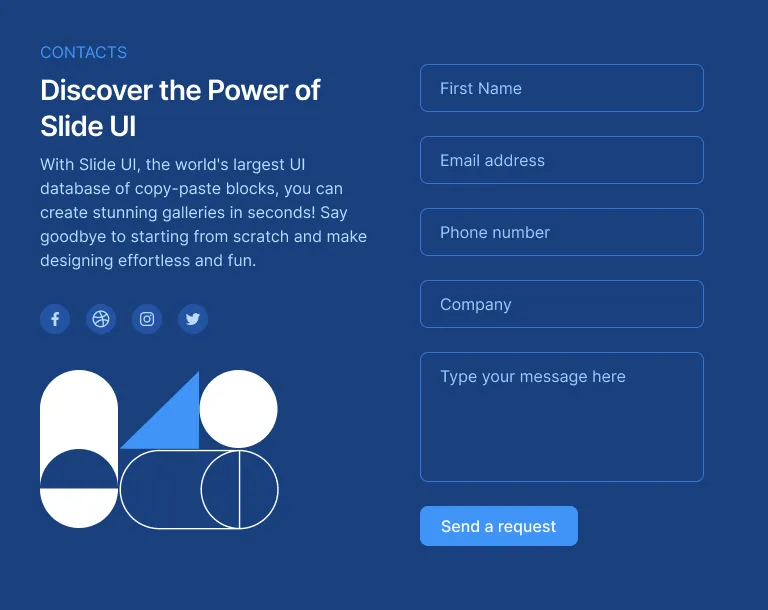 CONTACTS
Discover the Power of
Slide UI
With Slide UI, the world's largest UI
database of copy-paste blocks, you can
create stunning galleries in seconds! Say
goodbye to starting from scratch and make
designing effortless and fun.
First Name
Email address
Phone number
Company
Type your message here
Send a request